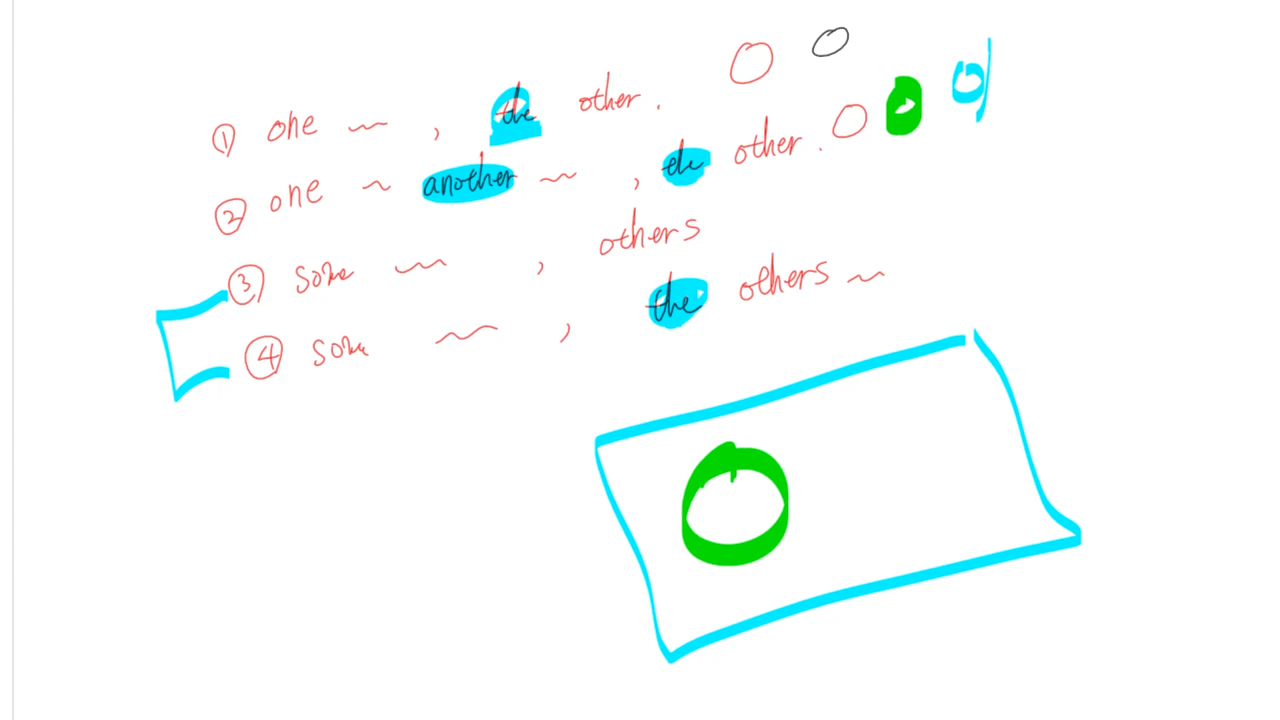 ① one ~ , the other .
② one ~ another ~ , the other .
③ some ~ , others
④ some ~ , the others ~